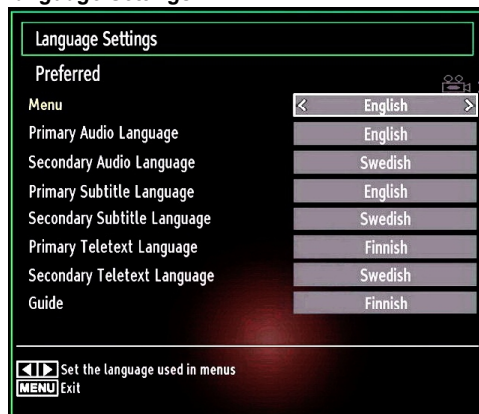 Language Settings
Preferred
Menu < English >
Primary Audio Language English
Secondary Audio Language Swedish
Primary Subtitle Language English
Secondary Subtitle Language Swedish
Primary Teletext Language Finnish
Secondary Teletext Language Swedish
Guide Finnish
Set the language used in menus
MENU Exit